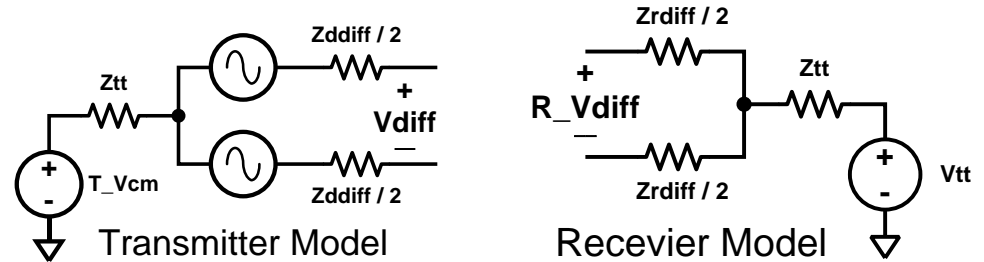 Zddiff / 2
Ztt
+
Vdiff
—
+
-
T_Vcm
Zddiff / 2
Transmitter Model
Zrdiff / 2
Ztt
+
R_Vdiff
—
Zrdiff / 2
+
-
Vtt
Recevier Model